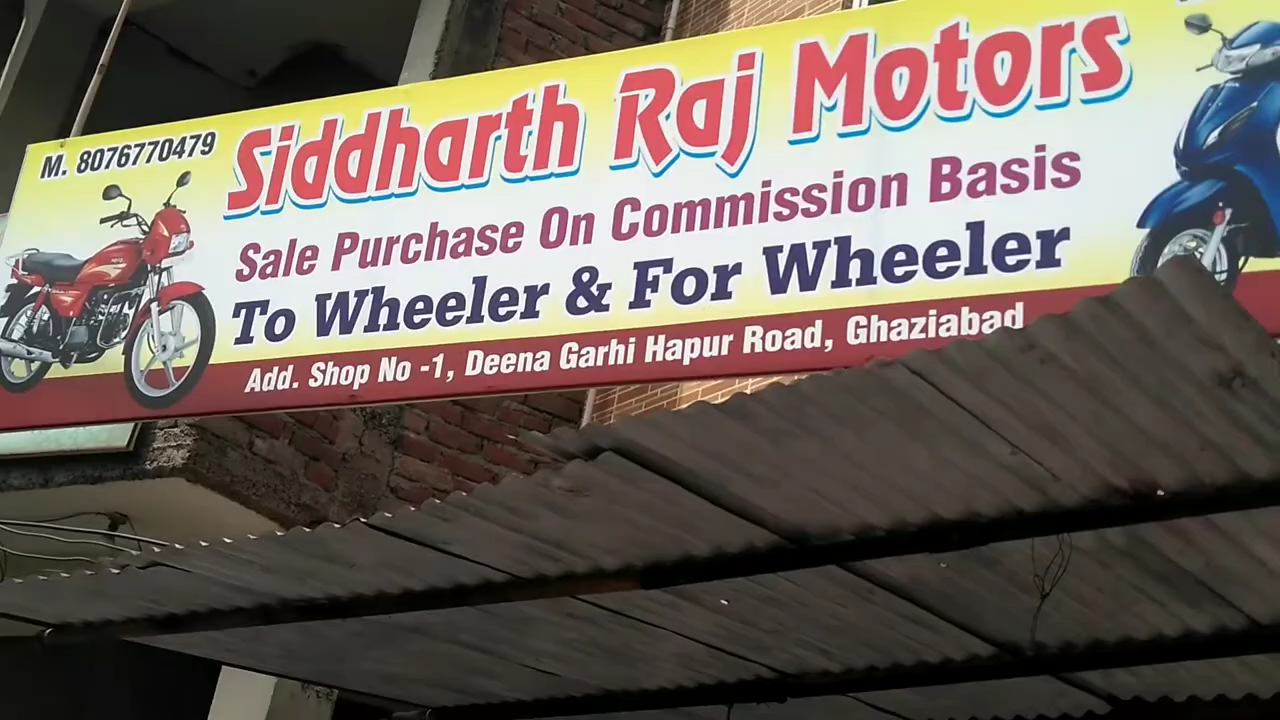 M. 8076770479
Siddharth Raj Motors
Sale Purchase On Commission Basis
To Wheeler & For Wheeler
Add. Shop No -1, Deena Garhi Hapur Road, Ghaziabad